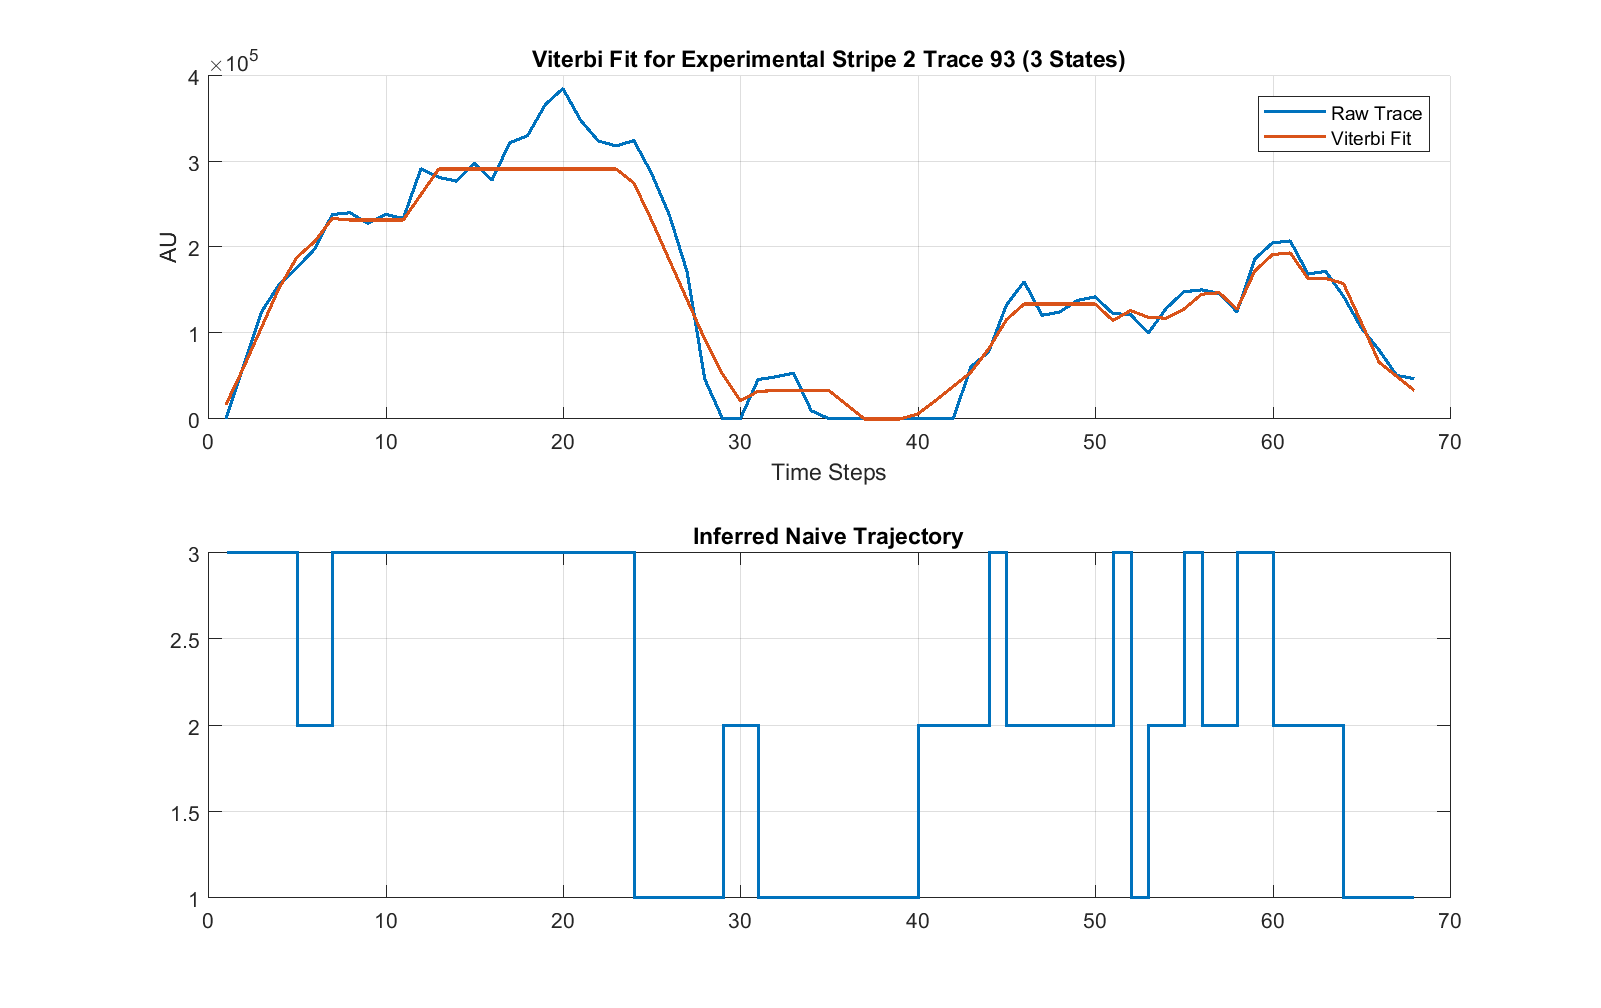 Viterbi Fit for Experimental Stripe 2 Trace 93 (3 States)
×10⁵
4
3
2
1
0
AU
Raw Trace
Viterbi Fit
0 10 20 30 40 50 60 70
Time Steps
Inferred Naive Trajectory
3
2.5
2
1.5
1
0 10 20 30 40 50 60 70